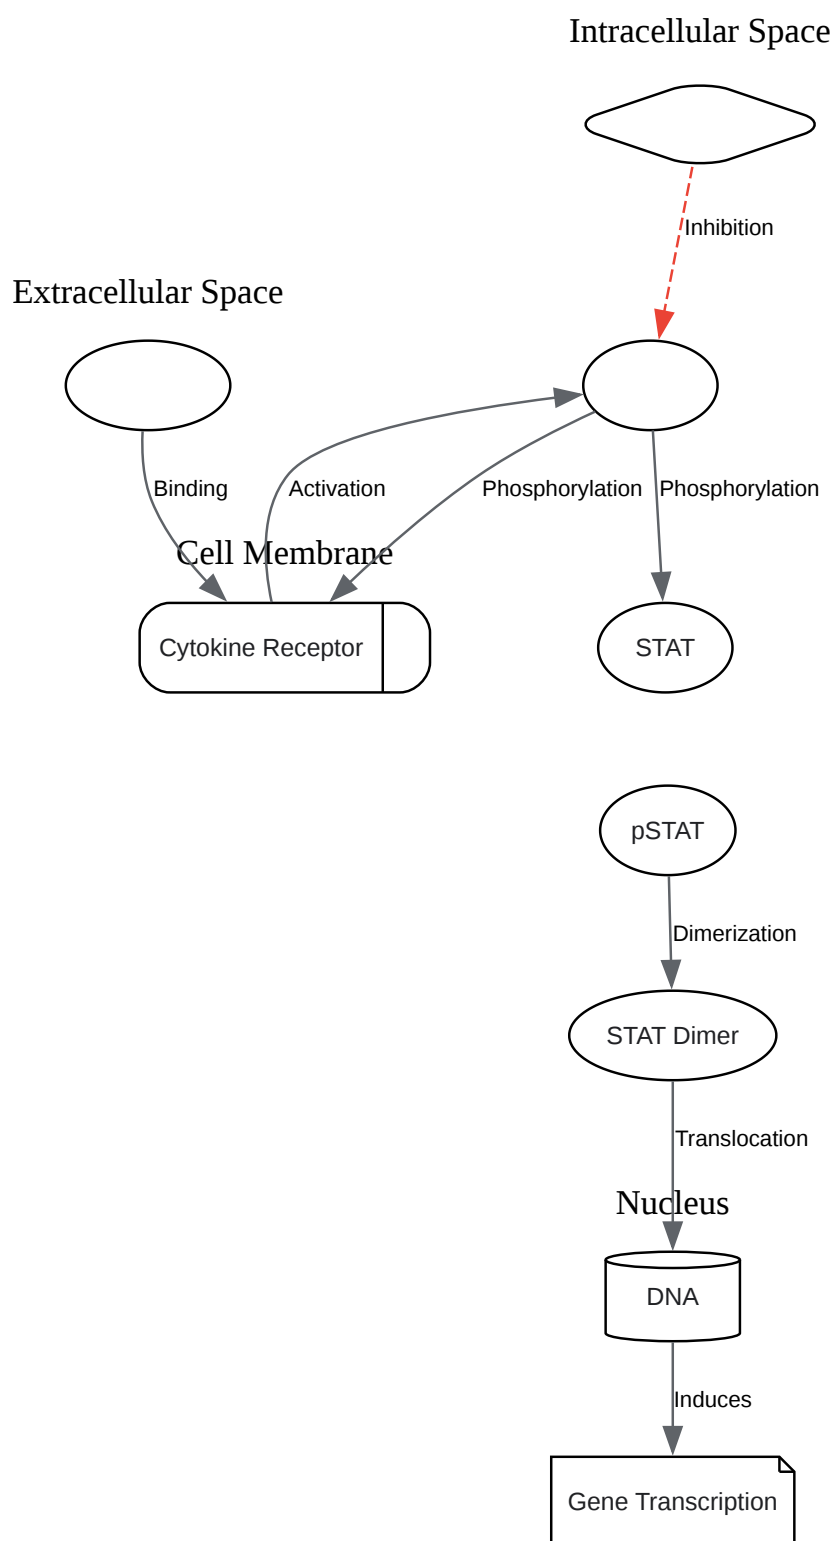 Intracellular Space
Inhibition
Extracellular Space
Binding
Activation
Phosphorylation
Phosphorylation
Cell Membrane
Cytokine Receptor
STAT
pSTAT
Dimerization
STAT Dimer
Translocation
Nucleus
DNA
Induces
Gene Transcription